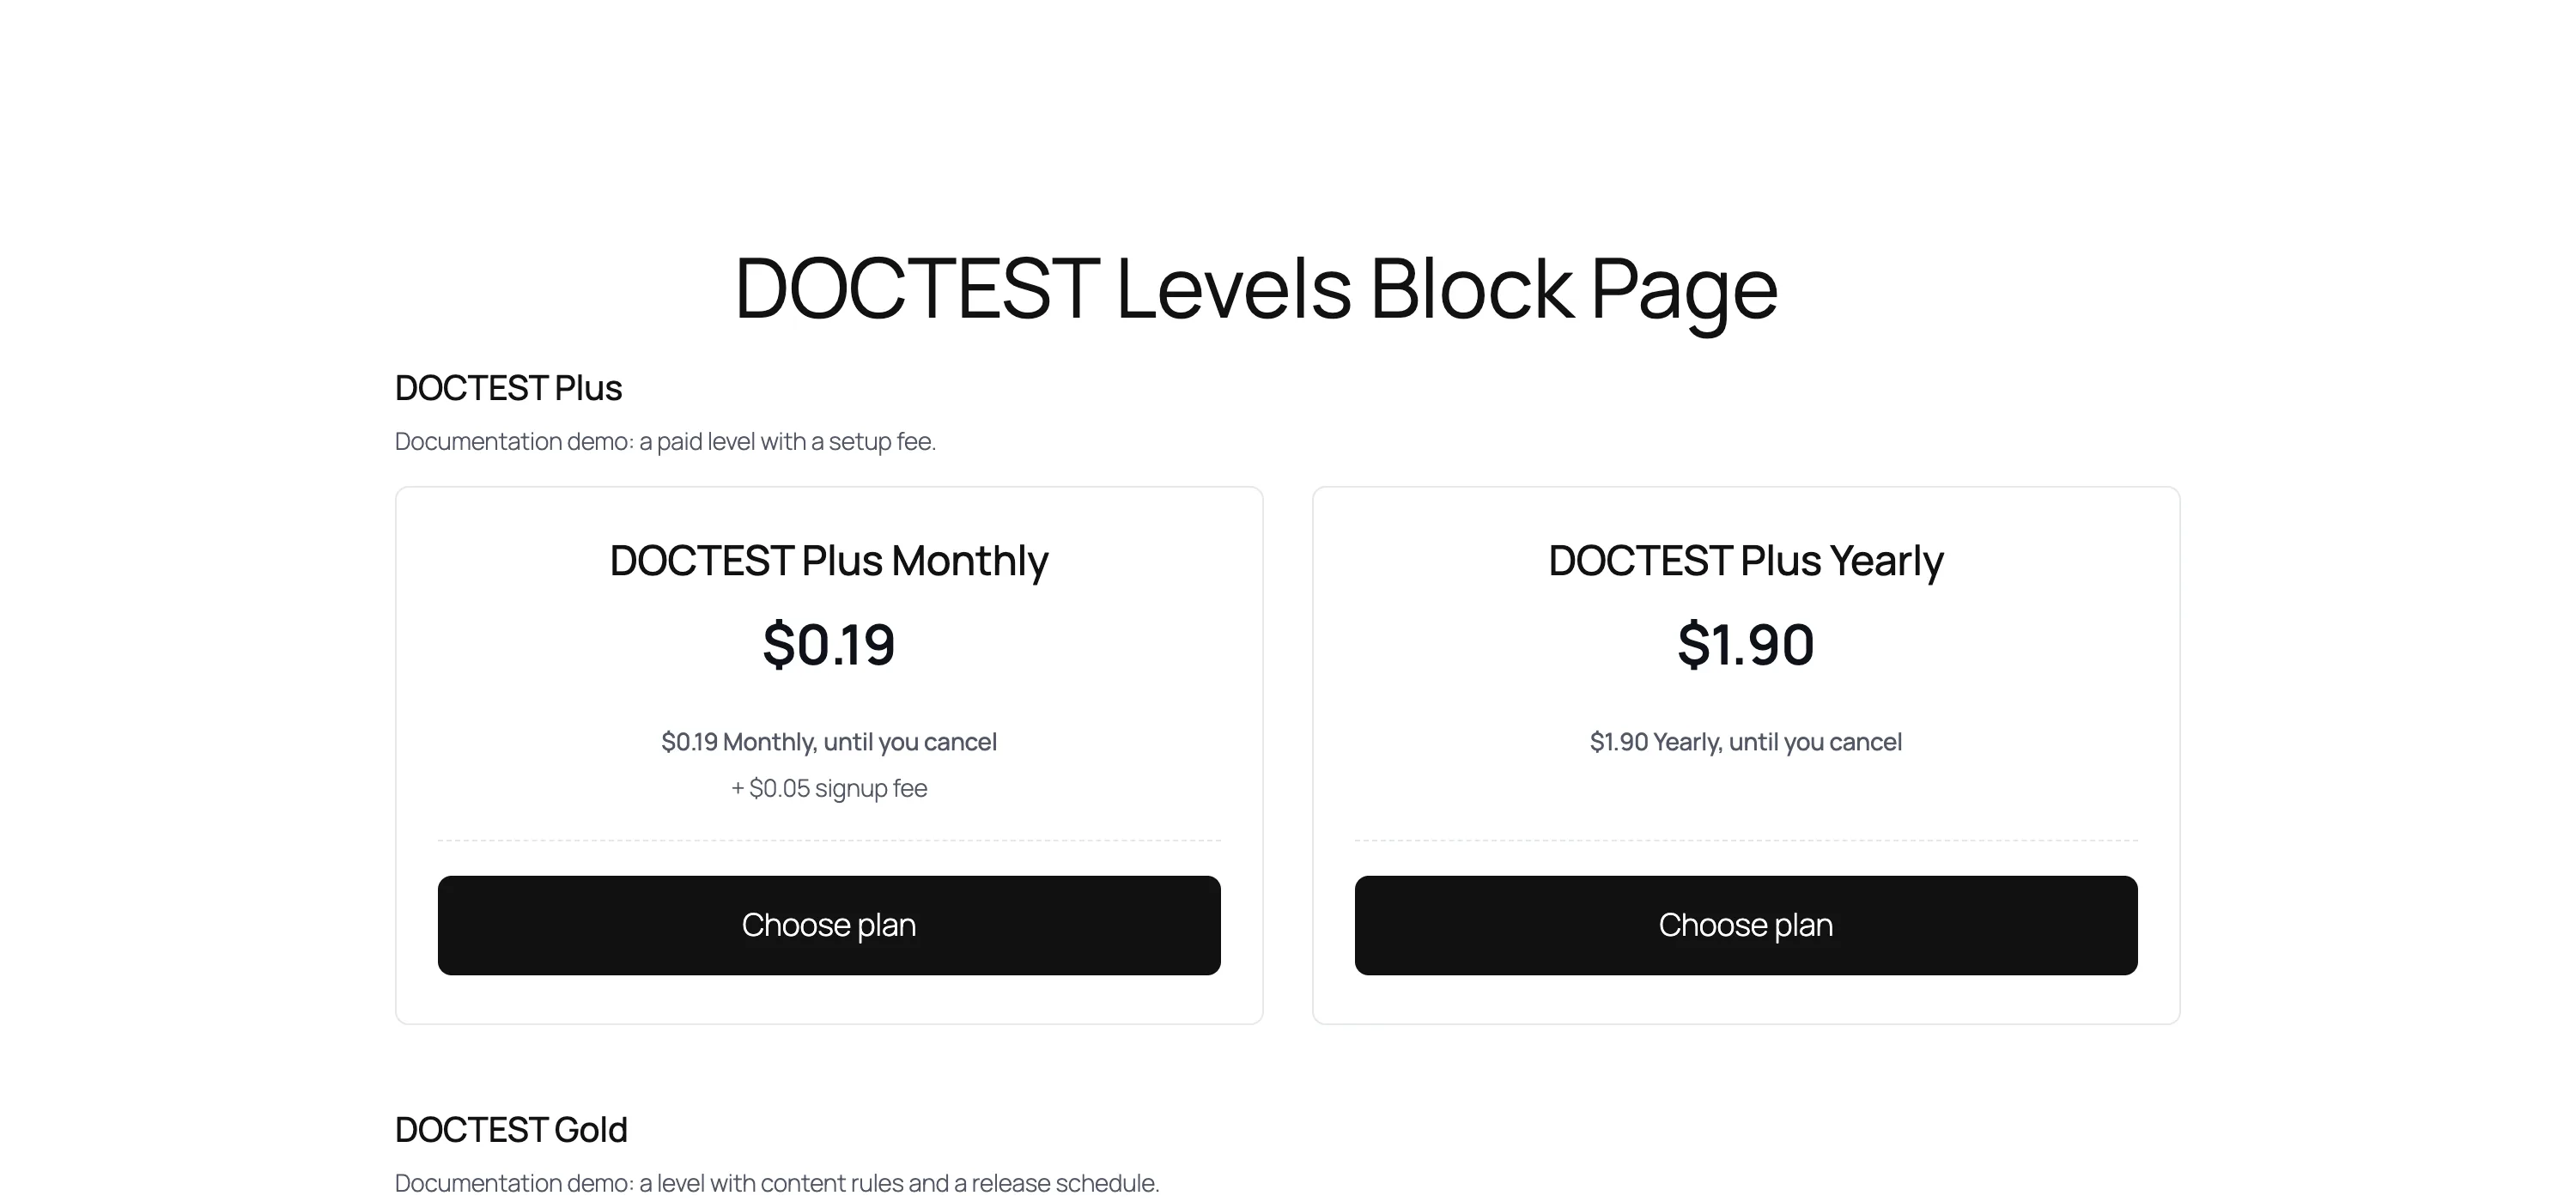 DOCTEST Levels Block Page
DOCTEST Plus
Documentation demo: a paid level with a setup fee.
DOCTEST Plus Monthly
$0.19
$0.19 Monthly, until you cancel
+ $0.05 signup fee
Choose plan
DOCTEST Plus Yearly
$1.90
$1.90 Yearly, until you cancel
Choose plan
DOCTEST Gold
Documentation demo: a level with content rules and a release schedule.